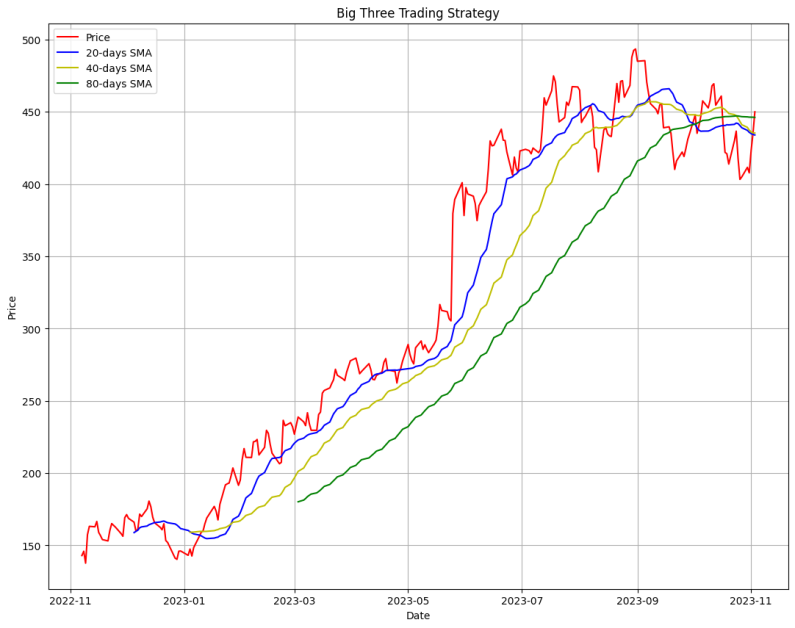 Big Three Trading Strategy
Price
20-days SMA
40-days SMA
80-days SMA
500
450
400
350
300
250
200
150
Price
2022-11
2023-01
2023-03
2023-05
2023-07
2023-09
2023-11
Date